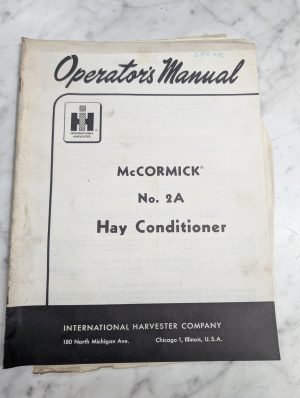 Operator's Manual
INTERNATIONAL
HARVESTER
McCORMICK®
No. 2A
Hay Conditioner
INTERNATIONAL HARVESTER COMPANY
180 North Michigan Ave. Chicago 1, Illinois, U.S.A.